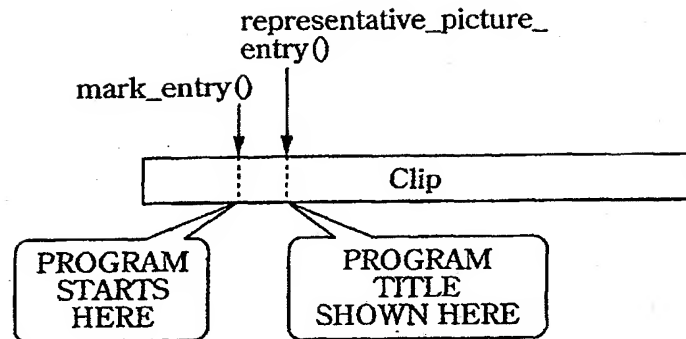 representative_picture_
entry()
mark_entry()
Clip
PROGRAM
STARTS
HERE
PROGRAM
TITLE
SHOWN HERE